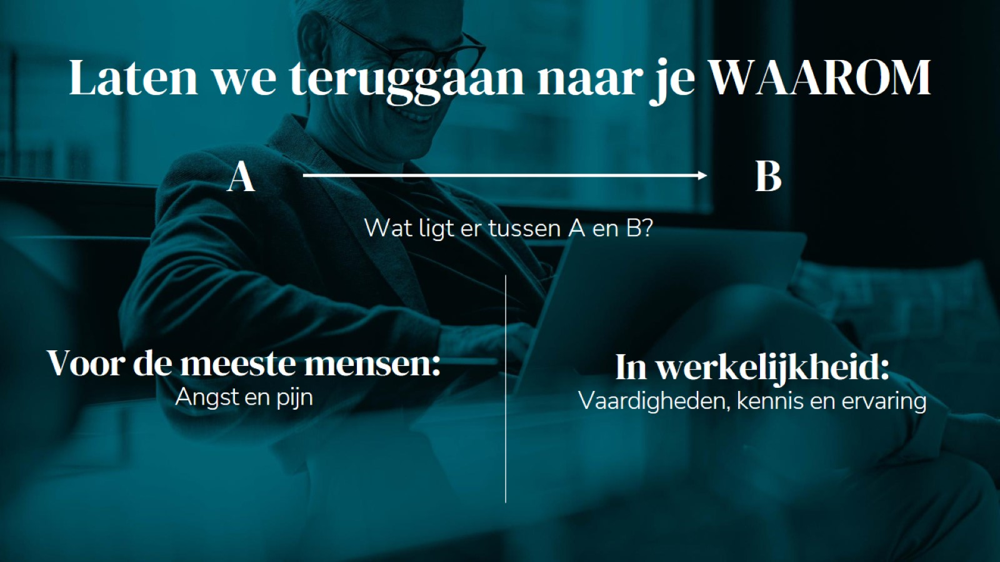 Laten we teruggaan naar je WAAROM
A
B
Wat ligt er tussen A en B?
Voor de meeste mensen:
Angst en pijn
In werkelijkheid:
Vaardigheden, kennis en ervaring